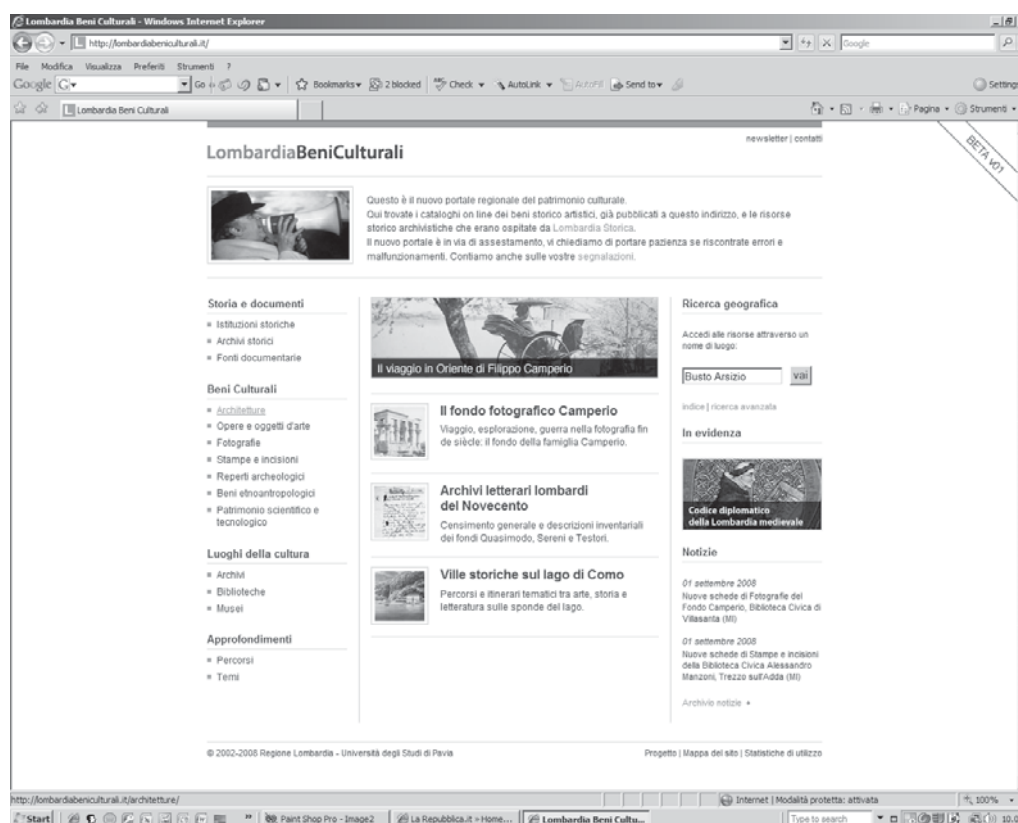 Lombardia Beni Culturali - Windows Internet Explorer
http://lombardiabeniculturali.it/
Google
File Modifica Visualizza Preferiti Strumenti ?
Google Go Bookmarks 2 blocked Check AutoLink AutoFill Send to Settings
Lombardia Beni Culturali
Pagina Strumenti
newsletter | contatti
BETA v01
LombardiaBeniCulturali
Questo è il nuovo portale regionale del patrimonio culturale.
Qui trovate i cataloghi on line dei beni storico artistici, già pubblicati a questo indirizzo, e le risorse
storico archivistiche che erano ospitate da Lombardia Storica.
Il nuovo portale è in via di assestamento, vi chiediamo di portare pazienza se riscontrate errori e
malfunzionamenti. Contiamo anche sulle vostre segnalazioni.
Storia e documenti
Istituzioni storiche
Archivi storici
Fonti documentarie
Beni Culturali
Architetture
Opere e oggetti d'arte
Fotografie
Stampe e incisioni
Reperti archeologici
Beni etnoantropologici
Patrimonio scientifico e
tecnologico
Luoghi della cultura
Archivi
Biblioteche
Musei
Approfondimenti
Percorsi
Temi
Il viaggio in Oriente di Filippo Camperio
Il fondo fotografico Camperio
Viaggio, esplorazione, guerra nella fotografia fin
de siècle: il fondo della famiglia Camperio.
Archivi letterari lombardi
del Novecento
Censimento generale e descrizioni inventariali
dei fondi Quasimodo, Sereni e Testori.
Ville storiche sul lago di Como
Percorsi e itinerari tematici tra arte, storia e
letteratura sulle sponde del lago.
Ricerca geografica
Accedi alle risorse attraverso un
nome di luogo:
Busto Arsizio vai
indice | ricerca avanzata
In evidenza
Codice diplomatico
della Lombardia medievale
Notizie
01 settembre 2008
Nuove schede di Fotografie del
Fondo Camperio, Biblioteca Civica di
Villasanta (MI)
01 settembre 2008
Nuove schede di Stampe e incisioni
della Biblioteca Civica Alessandro
Manzoni, Trezzo sull'Adda (MI)
Archivio notizie
© 2002-2008 Regione Lombardia - Università degli Studi di Pavia
Progetto | Mappa del sito | Statistiche di utilizzo
http://lombardiabeniculturali.it/architetture/
Internet | Modalità protetta: attivata
100%
Start
Paint Shop Pro - Image2
La Repubblica.it » Home...
Lombardia Beni Cultu...
Type to search
10.0